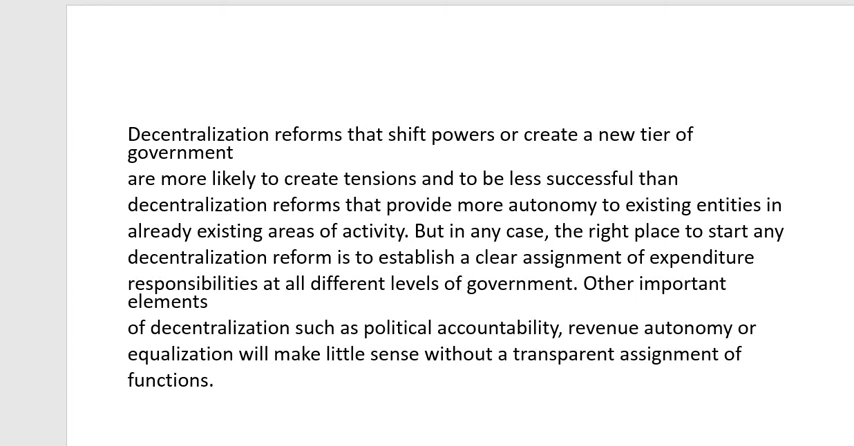 Decentralization reforms that shift powers or create a new tier of
government
are more likely to create tensions and to be less successful than
decentralization reforms that provide more autonomy to existing entities in
already existing areas of activity. But in any case, the right place to start any
decentralization reform is to establish a clear assignment of expenditure
responsibilities at all different levels of government. Other important
elements
of decentralization such as political accountability, revenue autonomy or
equalization will make little sense without a transparent assignment of
functions.